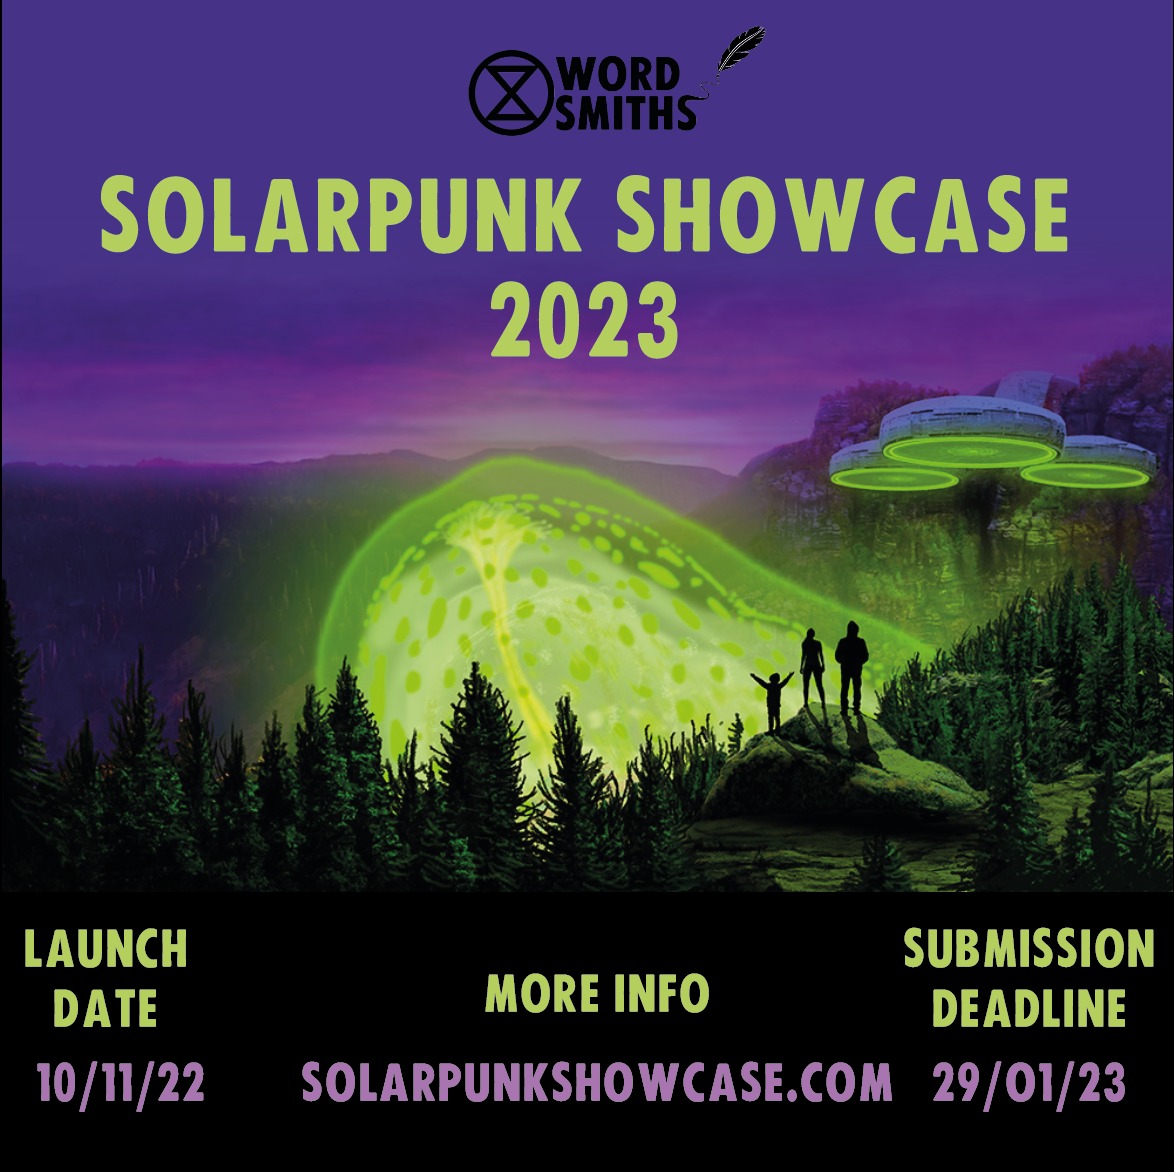 WORD
SMITHS
SOLARPUNK SHOWCASE
2023
LAUNCH
DATE
10/11/22
MORE INFO
SOLARPUNKSHOWCASE.COM
SUBMISSION
DEADLINE
29/01/23